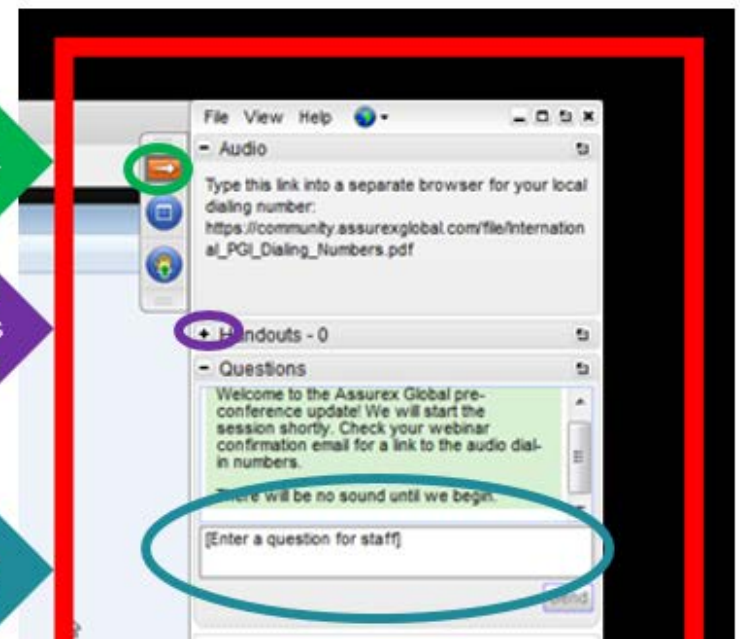 File View Help
- Audio
Type this link into a separate browser for your local
dialing number:
https://community.assurexglobal.com/file/Internation
al_PGI_Dialing_Numbers.pdf
+ Handouts - 0
- Questions
Welcome to the Assurex Global pre-
conference update! We will start the
session shortly. Check your webinar
confirmation email for a link to the audio dial-
in numbers.
There will be no sound until we begin.
[Enter a question for staff]
Send